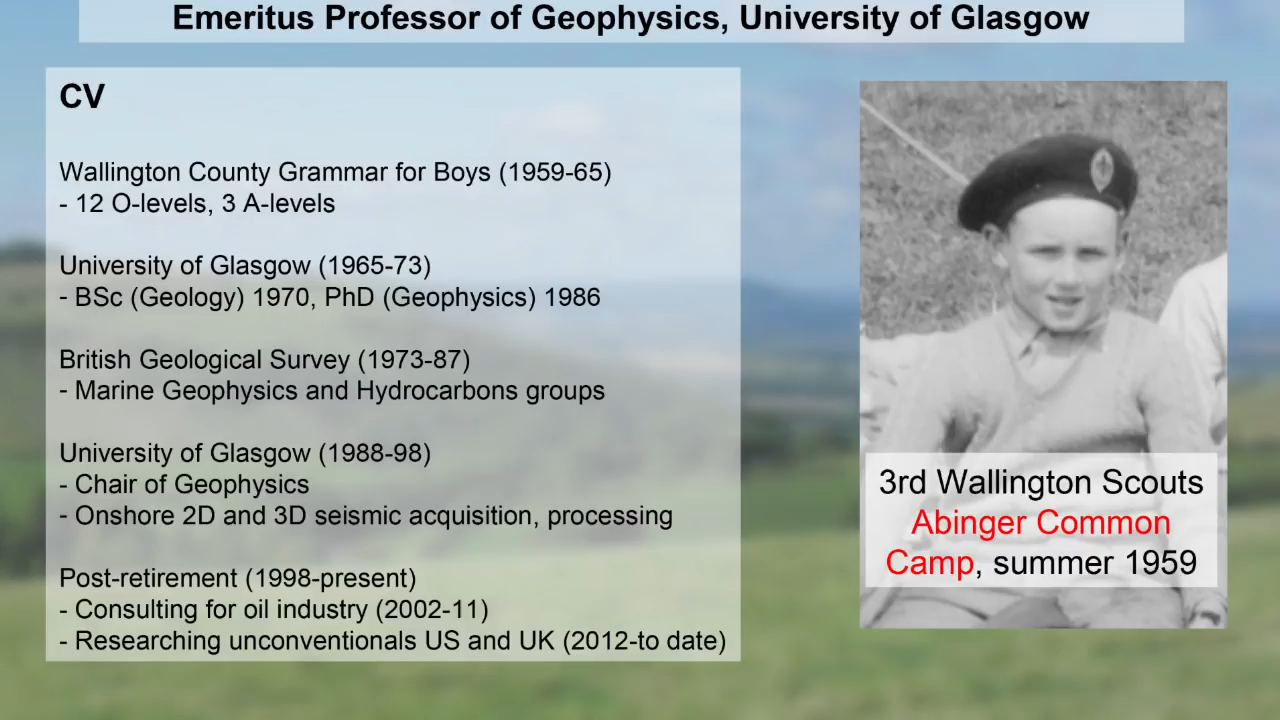 Emeritus Professor of Geophysics, University of Glasgow
CV
Wallington County Grammar for Boys (1959-65)
- 12 O-levels, 3 A-levels
University of Glasgow (1965-73)
- BSc (Geology) 1970, PhD (Geophysics) 1986
British Geological Survey (1973-87)
- Marine Geophysics and Hydrocarbons groups
University of Glasgow (1988-98)
- Chair of Geophysics
- Onshore 2D and 3D seismic acquisition, processing
Post-retirement (1998-present)
- Consulting for oil industry (2002-11)
- Researching unconventionals US and UK (2012-to date)
3rd Wallington Scouts
Abinger Common
Camp, summer 1959